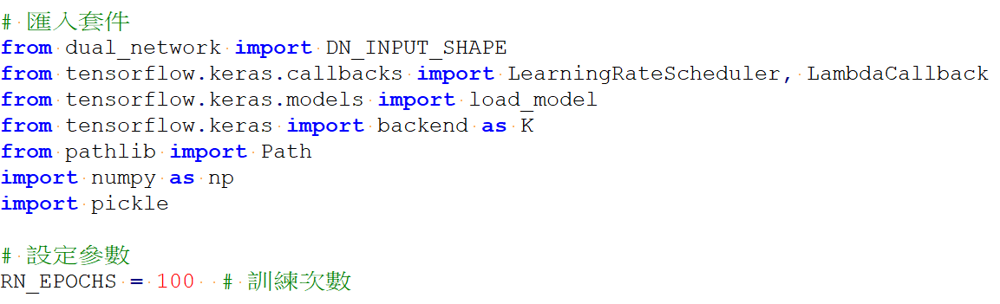 # 匯入套件
from dual_network import DN_INPUT_SHAPE
from tensorflow.keras.callbacks import LearningRateScheduler, LambdaCallback
from tensorflow.keras.models import load_model
from tensorflow.keras import backend as K
from pathlib import Path
import numpy as np
import pickle
# 設定參數
RN_EPOCHS = 100  # 訓練次數